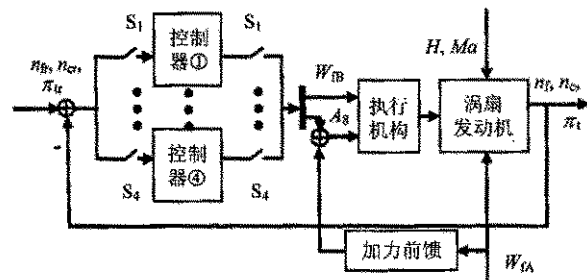 S₁
S₁
控制
器①
n_fr, n_cr,
π_tr
W_fB
H, Ma
A₈
执行
机构
涡扇
发动机
n_f, n_c,
π_t
控制
器④
S₄
S₄
加力前馈
W_fA